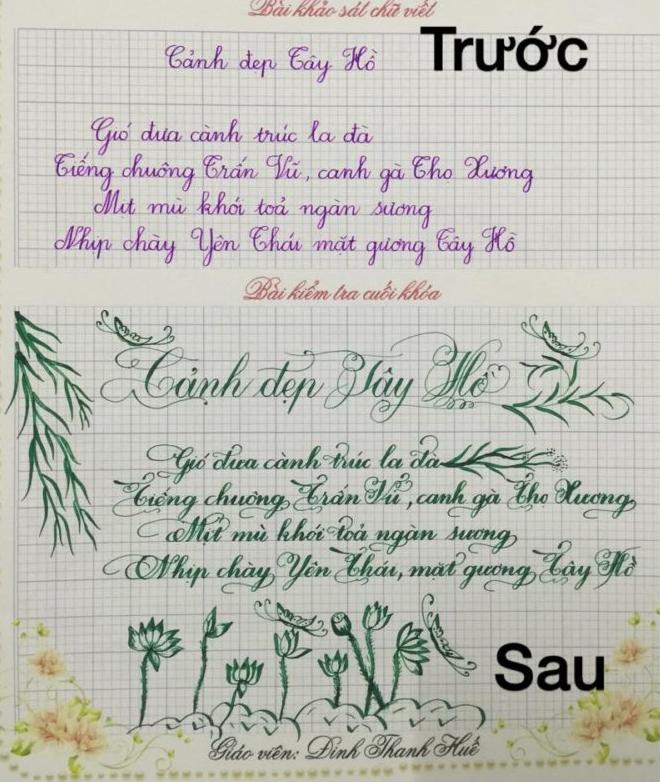 Bài khảo sát chữ viết
Trước
Cảnh đẹp Tây Hồ
Gió đưa cành trúc la đà
Tiếng chuông Trấn Vũ, canh gà Thọ Xương
Mịt mù khói toả ngàn sương
Nhịp chày Yên Thái mặt gương Tây Hồ
Bài kiểm tra cuối khóa
Cảnh đẹp Tây Hồ
Gió đưa cành trúc la đà
Tiếng chuông Trấn Vũ, canh gà Thọ Xương
Mịt mù khói toả ngàn sương
Nhịp chày Yên Thái, mặt gương Tây Hồ
Sau
Giáo viên: Đinh Thanh Huế